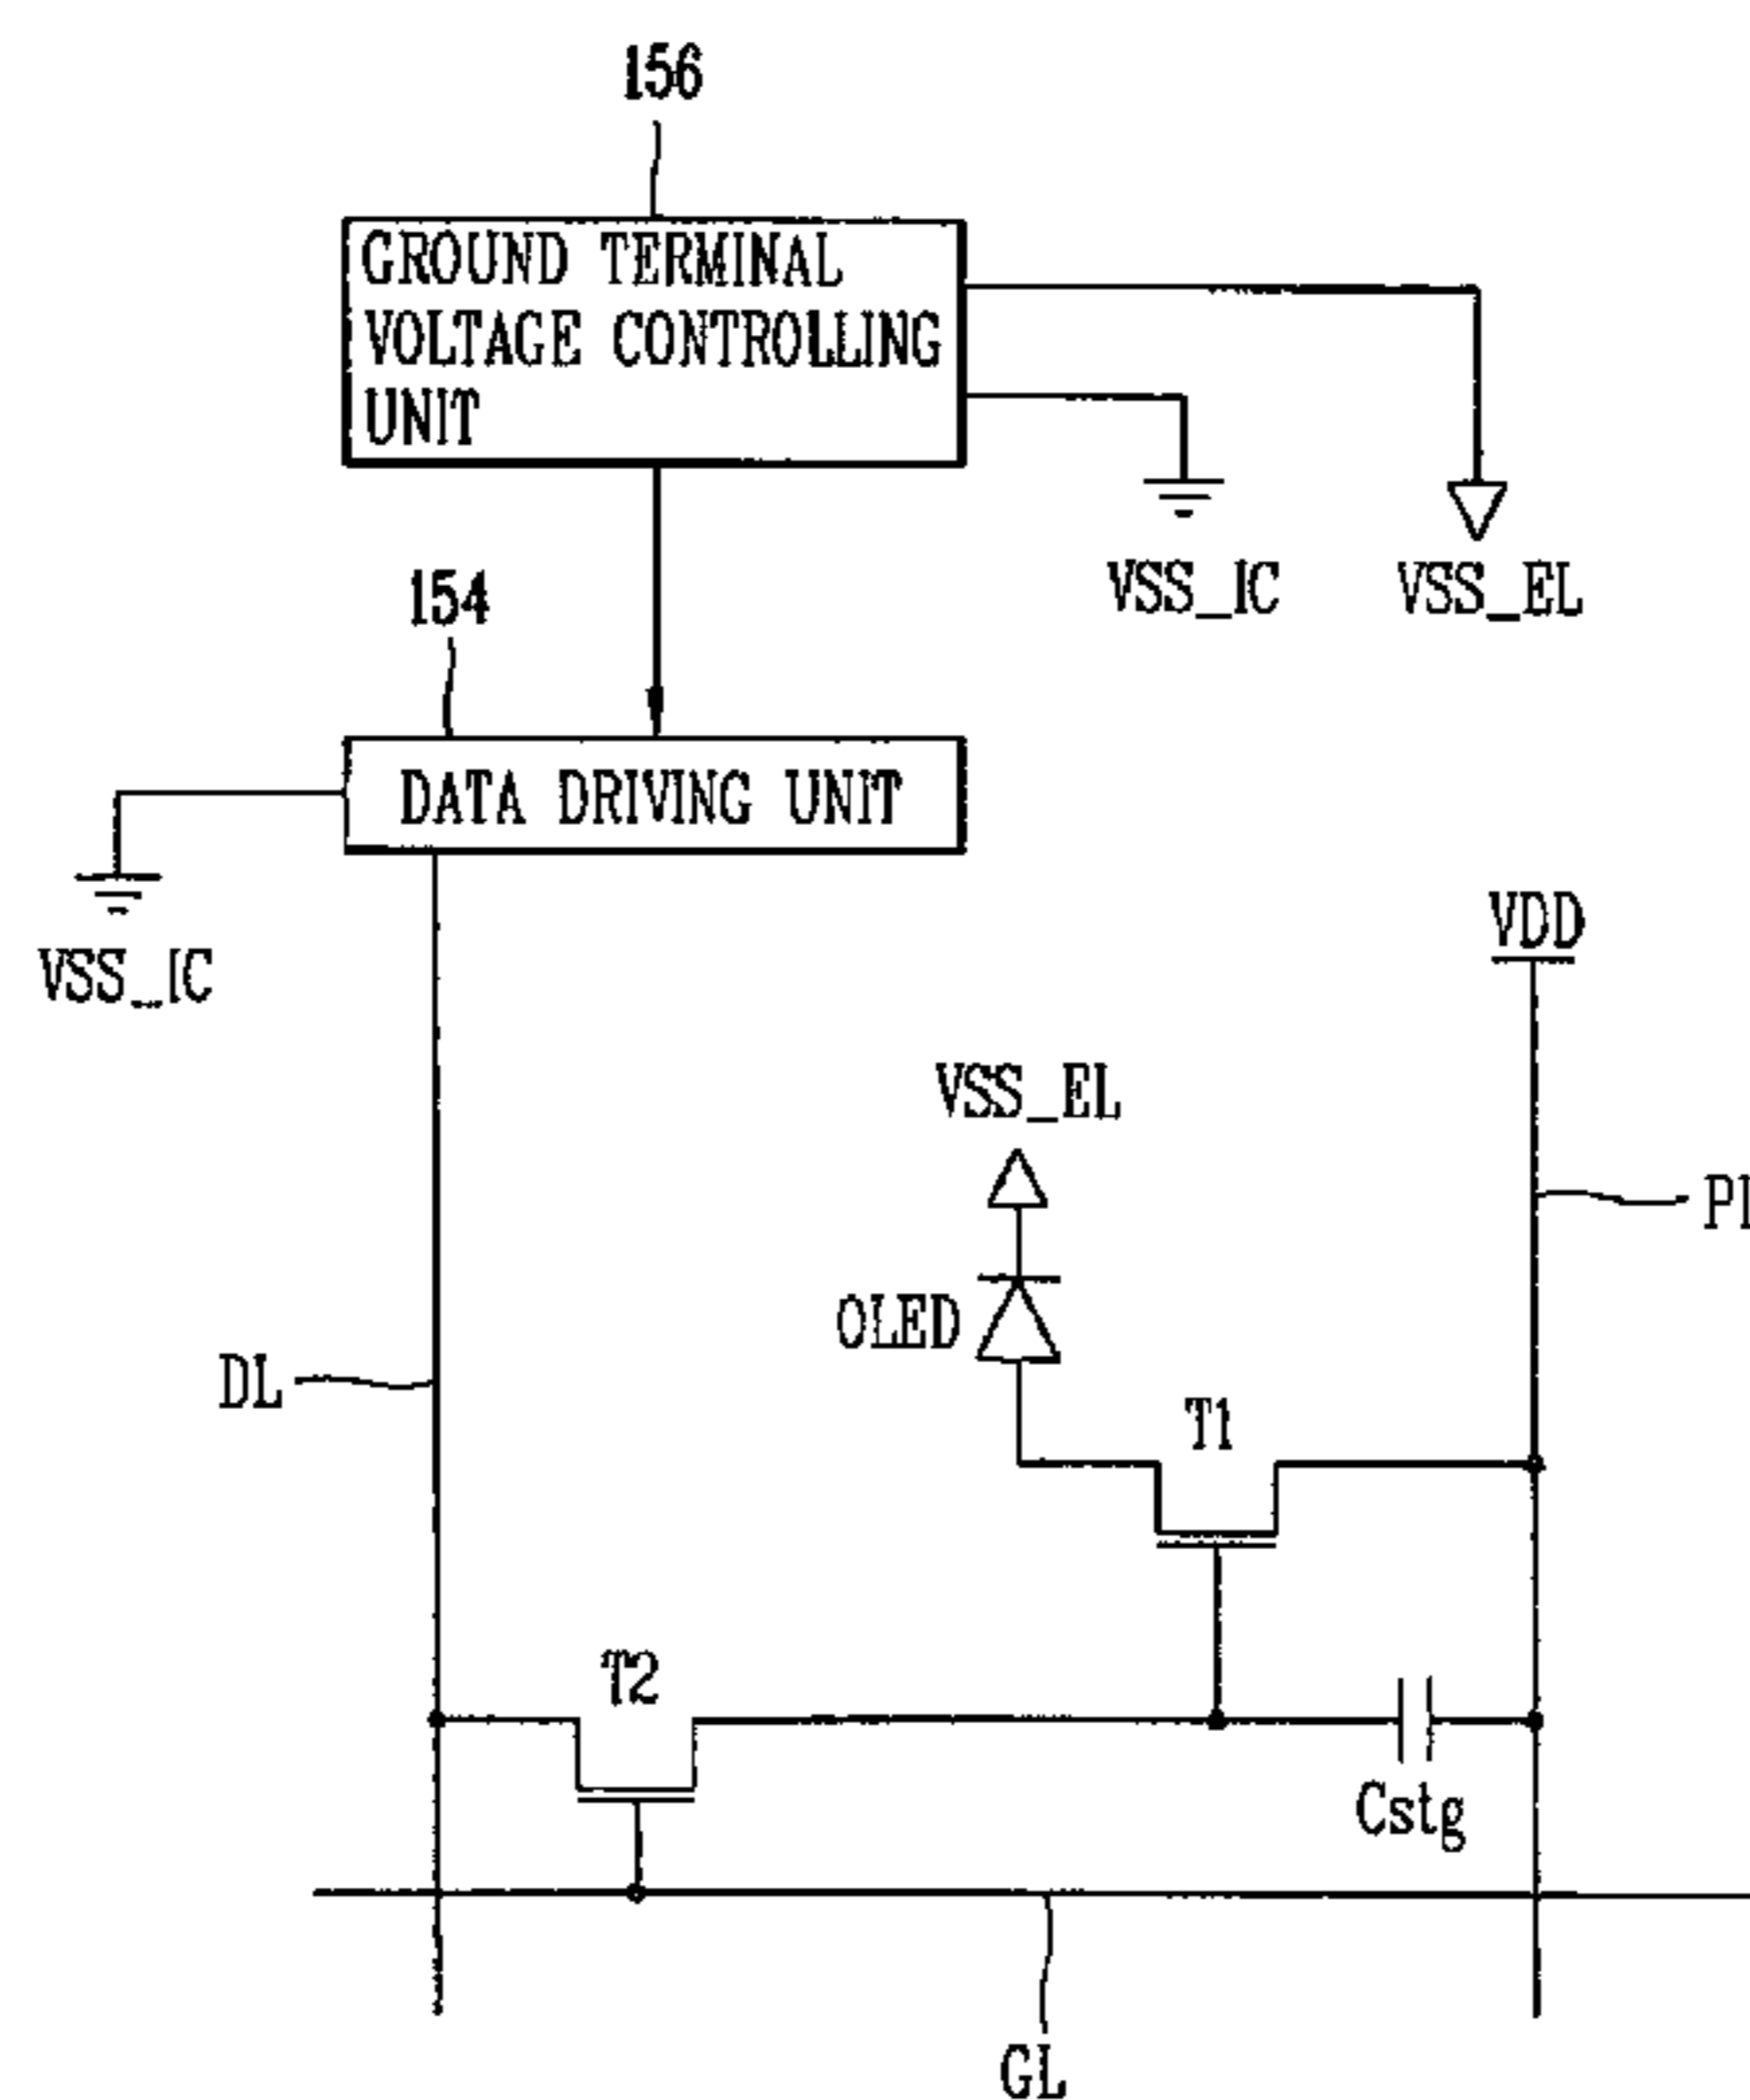 156
GROUND TERMINAL
VOLTAGE CONTROLLING
UNIT
VSS_IC
VSS_EL
154
DATA DRIVING UNIT
VSS_IC
VDD
VSS_EL
OLED
DL
T1
T2
Cstg
GL